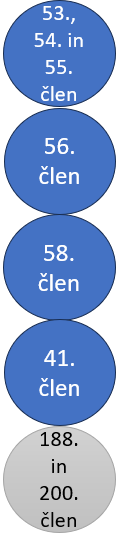 53.,
54. in
55.
člen
56.
člen
58.
člen
41.
člen
188.
in
200.
člen